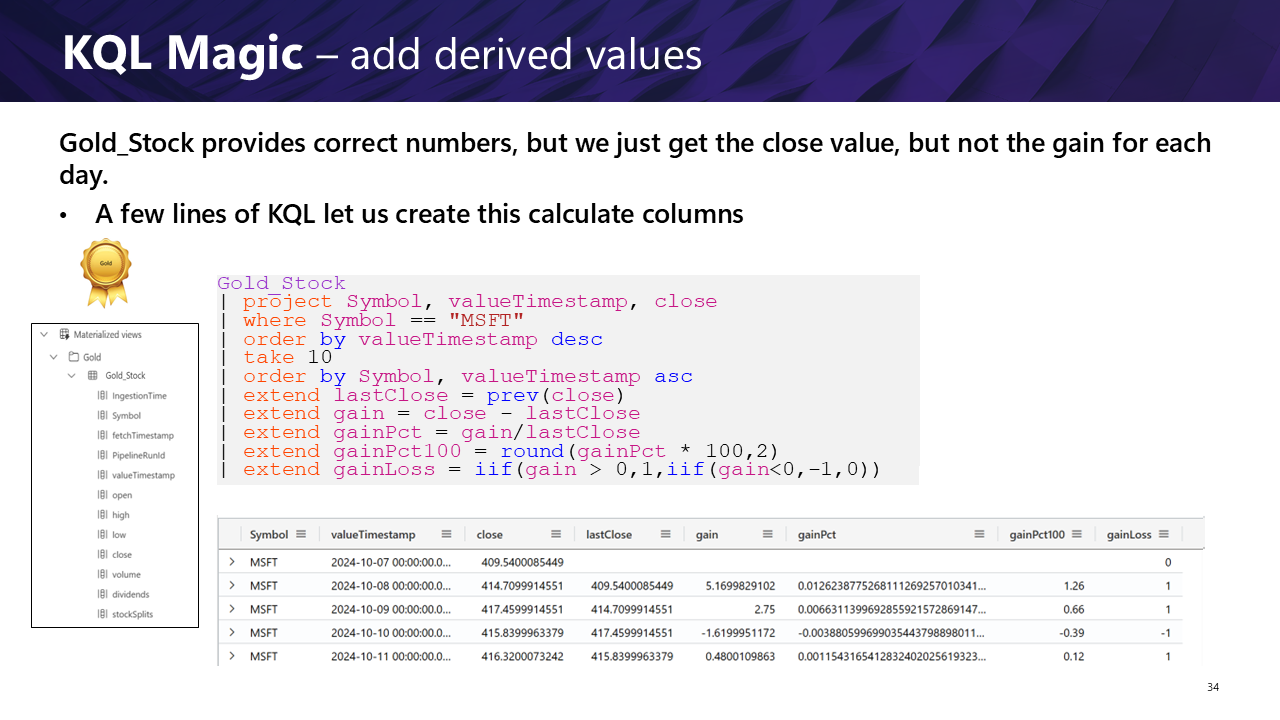 KQL Magic – add derived values
Gold_Stock provides correct numbers, but we just get the close value, but not the gain for each
day.
• A few lines of KQL let us create this calculate columns
Gold
Materialized views
Gold
Gold_Stock
IngestionTime
Symbol
fetchTimestamp
PipelineRunId
valueTimestamp
open
high
low
close
volume
dividends
stockSplits
Gold_Stock
| project Symbol, valueTimestamp, close
| where Symbol == "MSFT"
| order by valueTimestamp desc
| take 10
| order by Symbol, valueTimestamp asc
| extend lastClose = prev(close)
| extend gain = close - lastClose
| extend gainPct = gain/lastClose
| extend gainPct100 = round(gainPct * 100,2)
| extend gainLoss = iif(gain > 0,1,iif(gain<0,-1,0))
Symbol valueTimestamp close lastClose gain gainPct gainPct100 gainLoss
MSFT 2024-10-07 00:00:00.0... 409.5400085449 0
MSFT 2024-10-08 00:00:00.0... 414.7099914551 409.5400085449 5.1699829102 0.0126238775268111269257010341... 1.26 1
MSFT 2024-10-09 00:00:00.0... 417.4599914551 414.7099914551 2.75 0.0066311399692855921572869147... 0.66 1
MSFT 2024-10-10 00:00:00.0... 415.8399963379 417.4599914551 -1.6199951172 -0.003880599699035443798898011... -0.39 -1
MSFT 2024-10-11 00:00:00.0... 416.3200073242 415.8399963379 0.4800109863 0.0011543165412832402025619323... 0.12 1
34